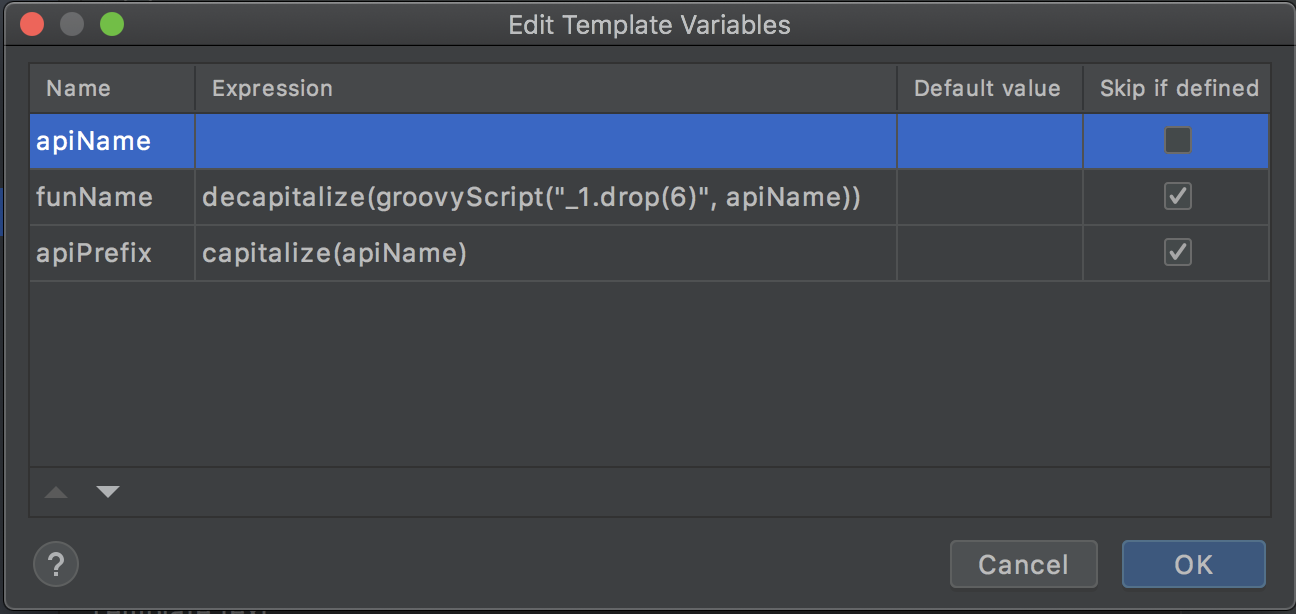 Edit Template Variables
Name Expression Default value Skip if defined
apiName
funName decapitalize(groovyScript("_1.drop(6)", apiName))
apiPrefix capitalize(apiName)
? Cancel OK